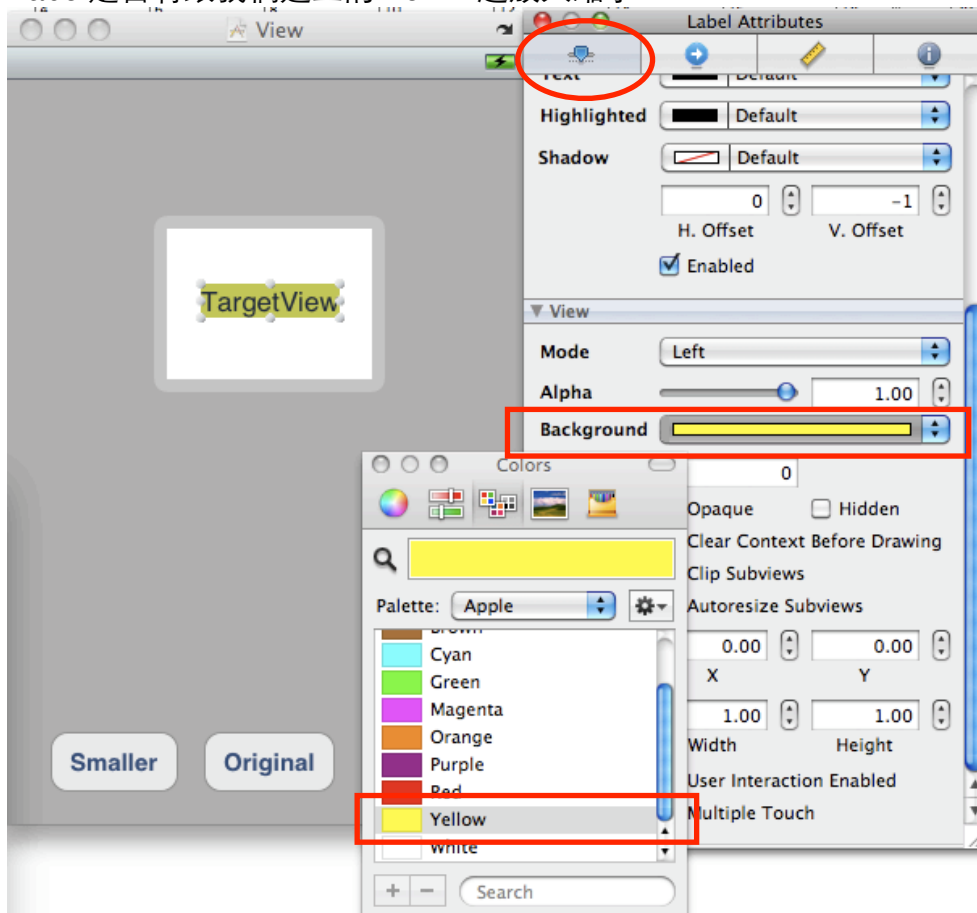 View
Label Attributes
Text
Default
Highlighted
Default
Shadow
Default
0
-1
H. Offset
V. Offset
Enabled
TargetView
View
Mode
Left
Alpha
1.00
Background
Colors
0
Opaque
Hidden
Clear Context Before Drawing
Clip Subviews
Palette:
Apple
Autoresize Subviews
Brown
Cyan
0.00
0.00
Green
X
Y
Magenta
1.00
1.00
Orange
Width
Height
Smaller
Original
Purple
User Interaction Enabled
Red
Yellow
Multiple Touch
White
Search